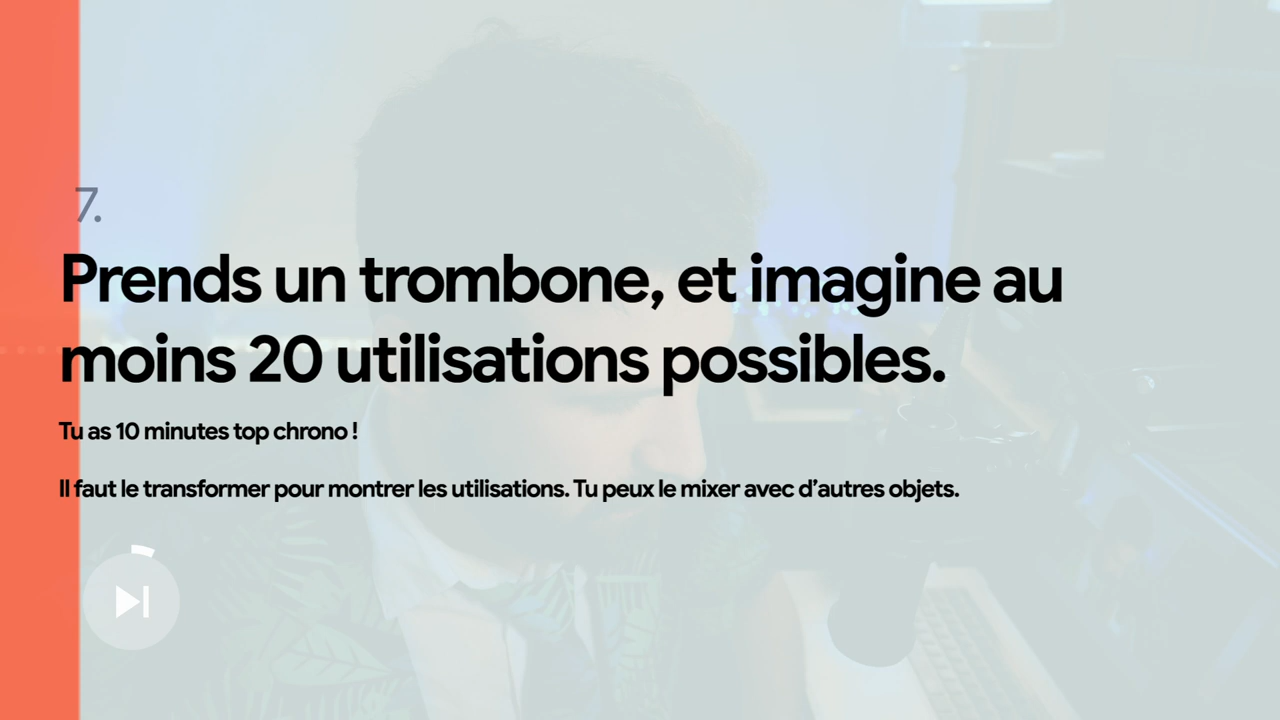 7.
Prends un trombone, et imagine au
moins 20 utilisations possibles.
Tu as 10 minutes top chrono !
Il faut le transformer pour montrer les utilisations. Tu peux le mixer avec d’autres objets.